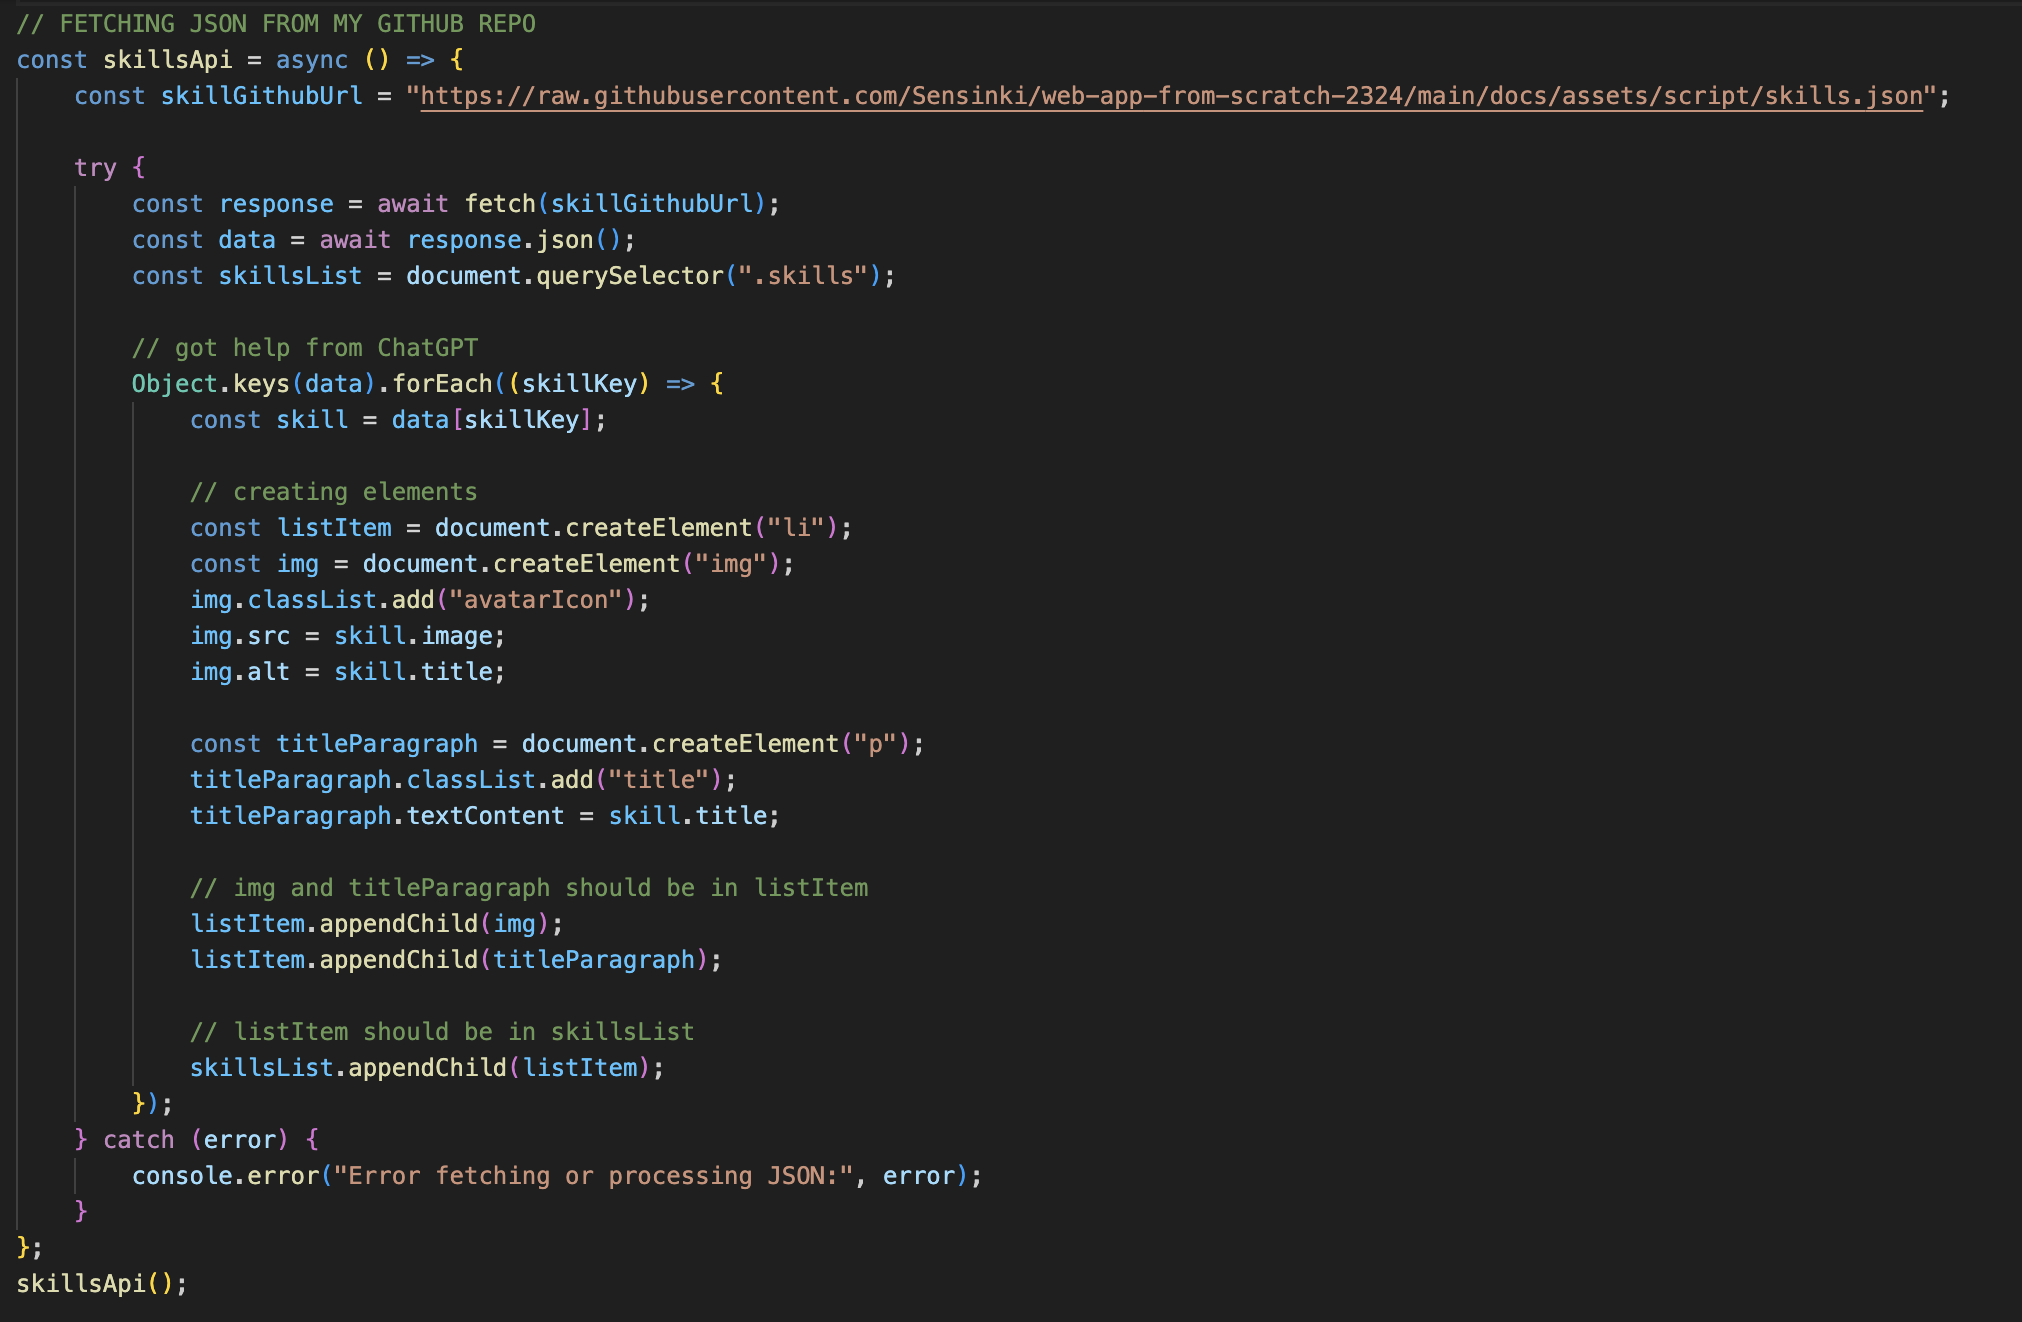 // FETCHING JSON FROM MY GITHUB REPO
const skillsApi = async () => {
    const skillGithubUrl = "https://raw.githubusercontent.com/Sensinki/web-app-from-scratch-2324/main/docs/assets/script/skills.json";

    try {
        const response = await fetch(skillGithubUrl);
        const data = await response.json();
        const skillsList = document.querySelector(".skills");

        // got help from ChatGPT
        Object.keys(data).forEach((skillKey) => {
            const skill = data[skillKey];

            // creating elements
            const listItem = document.createElement("li");
            const img = document.createElement("img");
            img.classList.add("avatarIcon");
            img.src = skill.image;
            img.alt = skill.title;

            const titleParagraph = document.createElement("p");
            titleParagraph.classList.add("title");
            titleParagraph.textContent = skill.title;

            // img and titleParagraph should be in listItem
            listItem.appendChild(img);
            listItem.appendChild(titleParagraph);

            // listItem should be in skillsList
            skillsList.appendChild(listItem);
        });
    } catch (error) {
        console.error("Error fetching or processing JSON:", error);
    }
};
skillsApi();